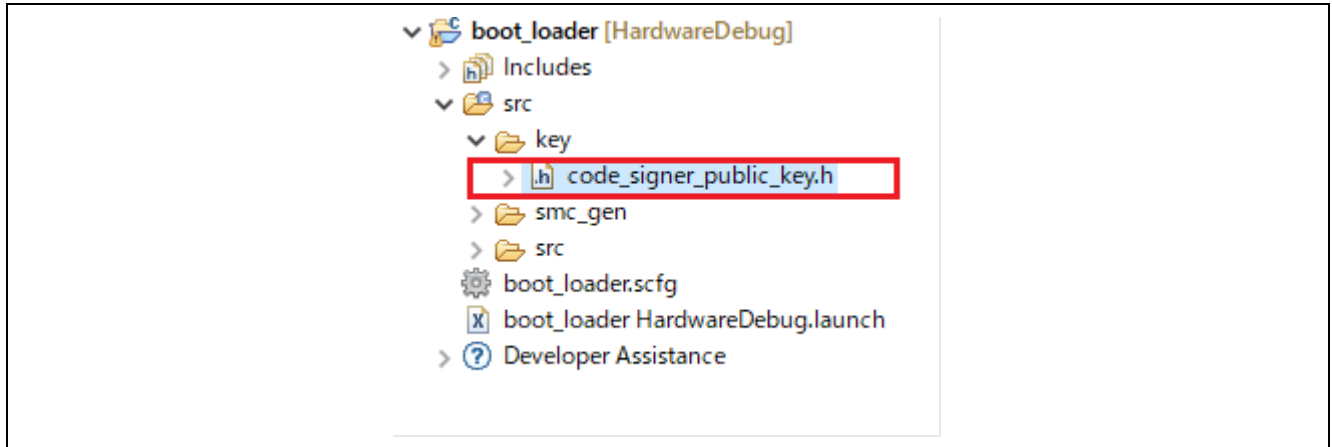 boot_loader [HardwareDebug]
Includes
src
key
code_signer_public_key.h
smc_gen
src
boot_loader.scfg
boot_loader HardwareDebug.launch
Developer Assistance